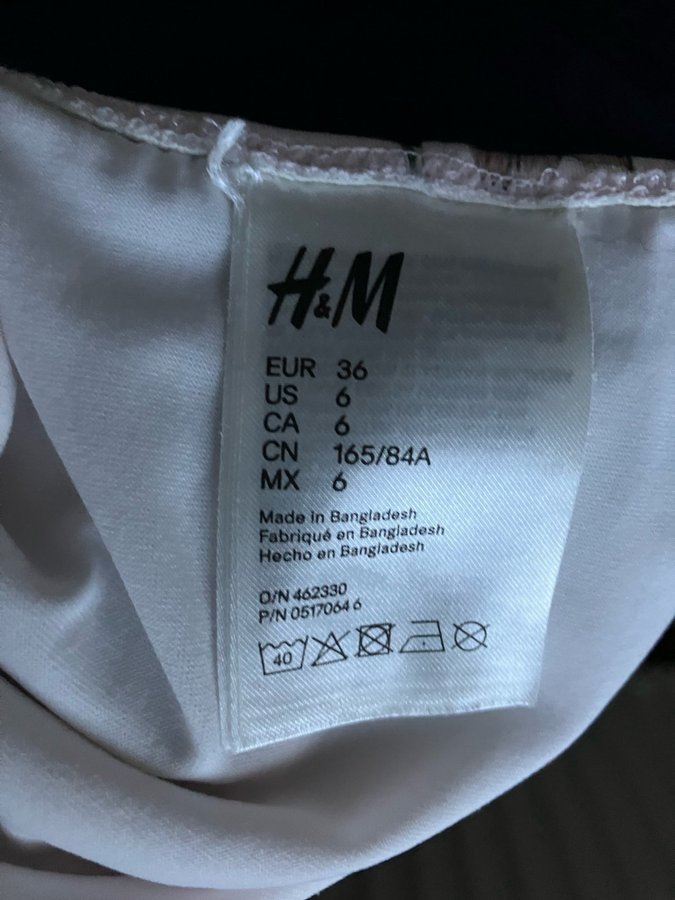 H&M
EUR 36
US 6
CA 6
CN 165/84A
MX 6
Made in Bangladesh
Fabriqué en Bangladesh
Hecho en Bangladesh
O/N 462330
P/N 0517064 6
40